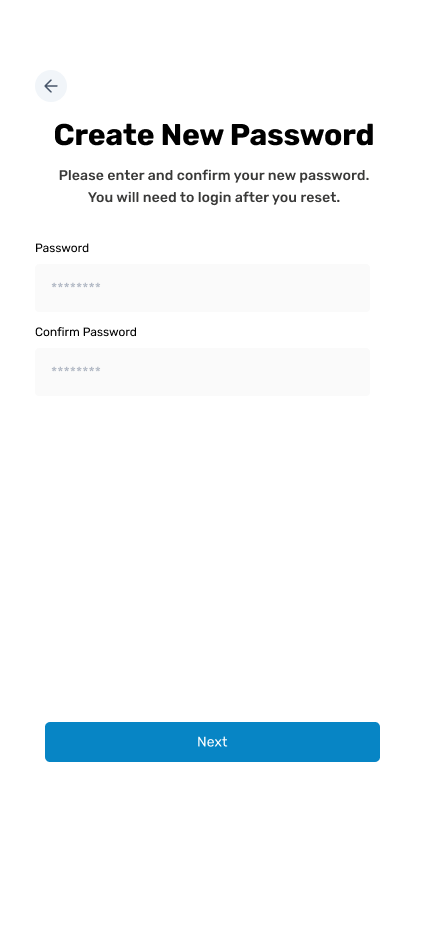 Create New Password
Please enter and confirm your new password.
You will need to login after you reset.
Password
********
Confirm Password
********
Next